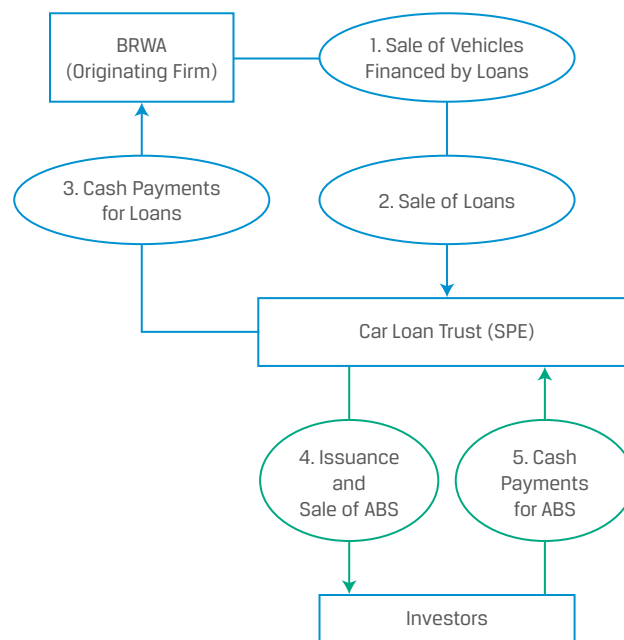 BRWA
(Originating Firm)
1. Sale of Vehicles
Financed by Loans
3. Cash Payments
for Loans
2. Sale of Loans
Car Loan Trust (SPE)
4. Issuance
and
Sale of ABS
5. Cash
Payments
for ABS
Investors